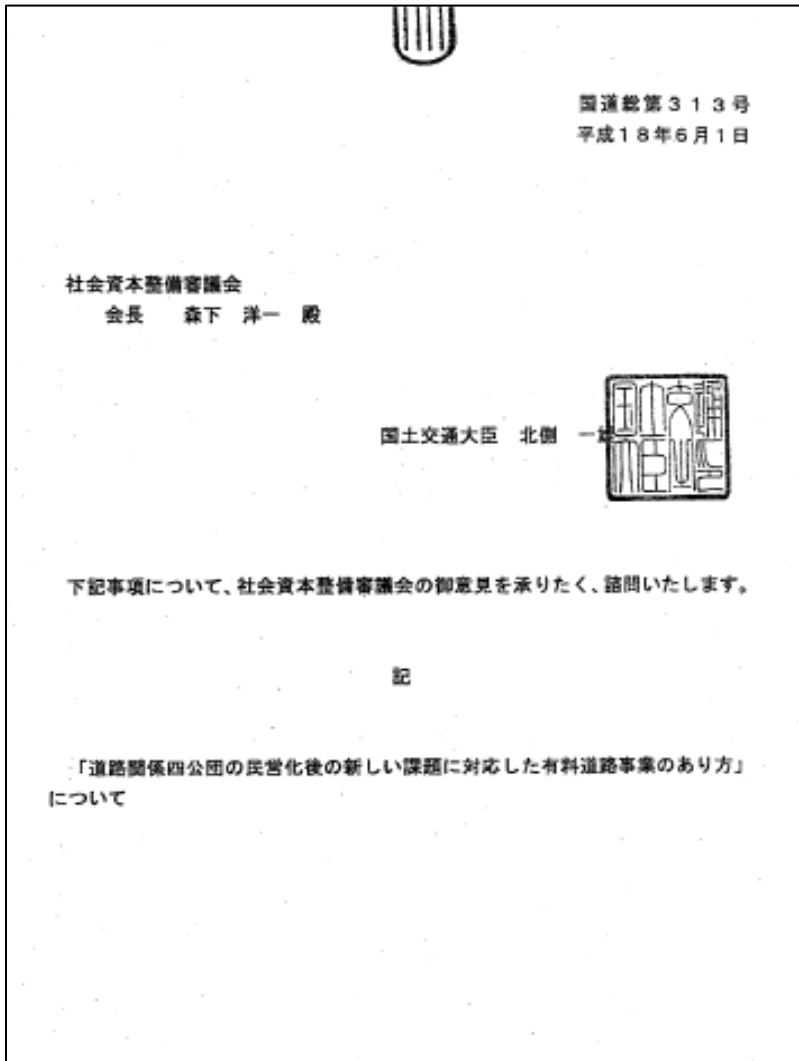 国道総第３１３号
平成１８年６月１日
社会資本整備審議会
会長　　森下　洋一　殿
国土交通大臣　北側　一雄
下記事項について、社会資本整備審議会の御意見を承りたく、諮問いたします。
記
「道路関係四公団の民営化後の新しい課題に対応した有料道路事業のあり方」
について